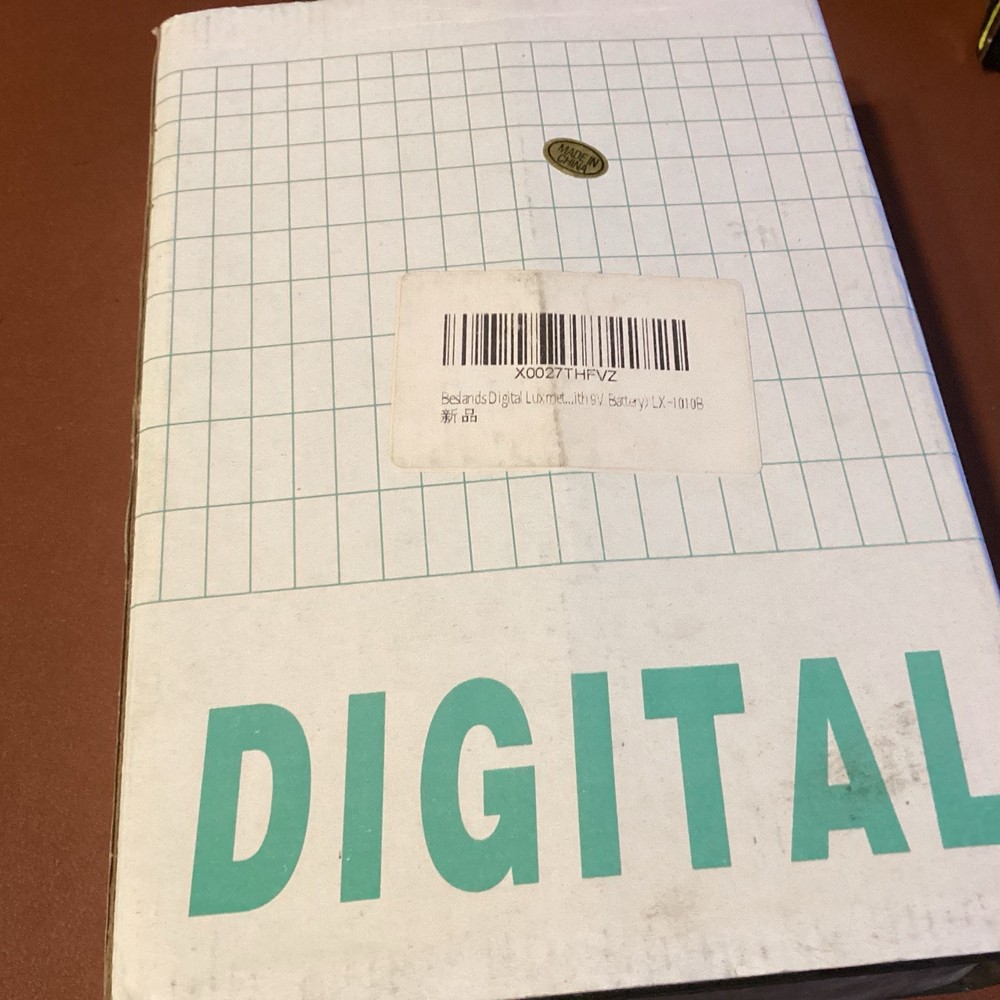 MADE IN
CHINA
X0027THFVZ
Beslands Digital Luxmet...ith 9V Battery) LX-1010B
新品
DIGITAL